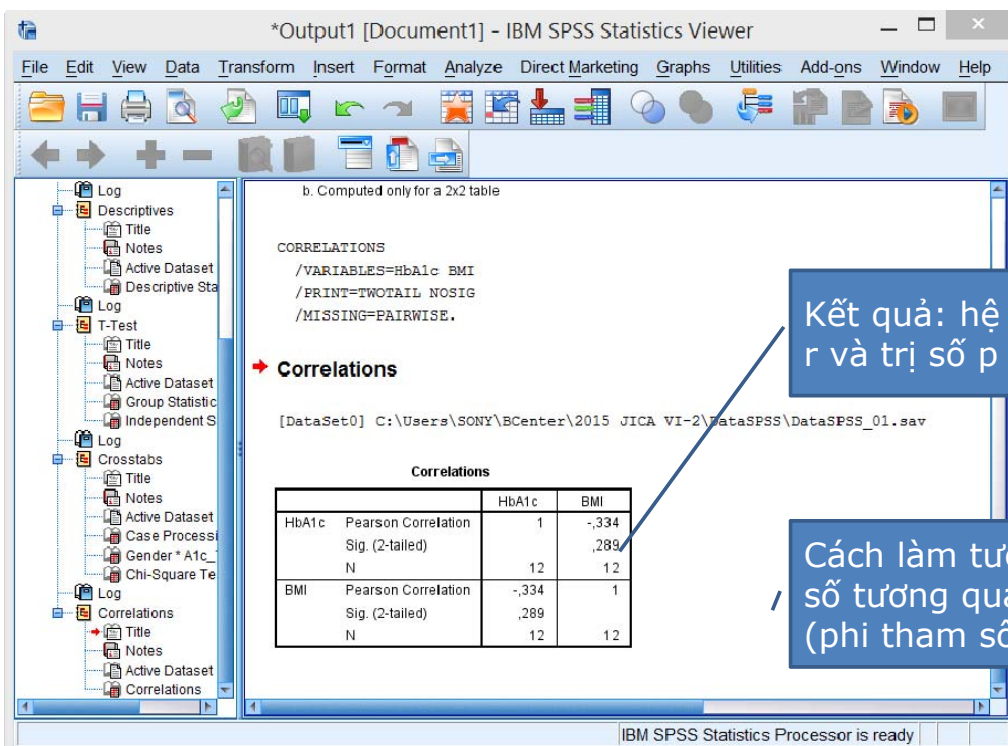 *Output1 [Document1] - IBM SPSS Statistics Viewer
File Edit View Data Transform Insert Format Analyze Direct Marketing Graphs Utilities Add-ons Window Help
Log
Descriptives
Title
Notes
Active Dataset
Descriptive Sta
Log
T-Test
Title
Notes
Active Dataset
Group Statistic
Independent S
Log
Crosstabs
Title
Notes
Active Dataset
Case Processi
Gender * A1c_
Chi-Square Te
Log
Correlations
Title
Notes
Active Dataset
Correlations
b. Computed only for a 2x2 table
CORRELATIONS
/VARIABLES=HbA1c BMI
/PRINT=TWOTAIL NOSIG
/MISSING=PAIRWISE.
Correlations
[DataSet0] C:\Users\SONY\BCenter\2015 JICA VI-2\DataSPSS\DataSPSS_01.sav
Correlations
HbA1c BMI
HbA1c Pearson Correlation 1 -,334
Sig. (2-tailed) ,289
N 12 12
BMI Pearson Correlation -,334 1
Sig. (2-tailed) ,289
N 12 12
Kết quả: hệ
r và trị số p
Cách làm tươ
số tương qua
(phi tham số
IBM SPSS Statistics Processor is ready